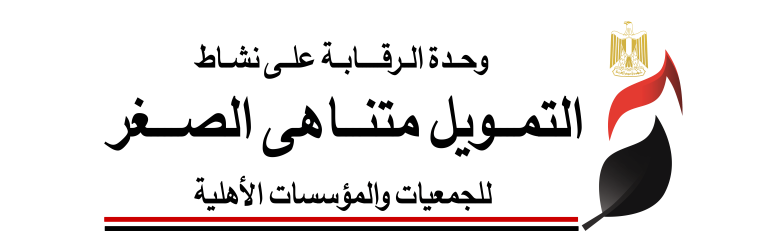 وحدة الرقابة على نشاط
التمويل متناهى الصغر
للجمعيات والمؤسسات الأهلية